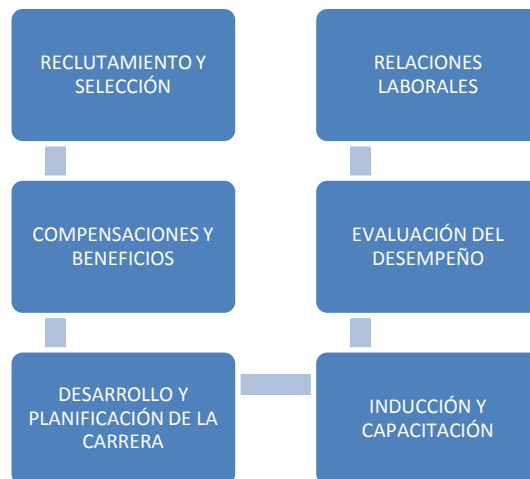 RECLUTAMIENTO Y
SELECCIÓN
COMPENSACIONES Y
BENEFICIOS
DESARROLLO Y
PLANIFICACIÓN DE LA
CARRERA
INDUCCIÓN Y
CAPACITACIÓN
EVALUACIÓN DEL
DESEMPEÑO
RELACIONES
LABORALES